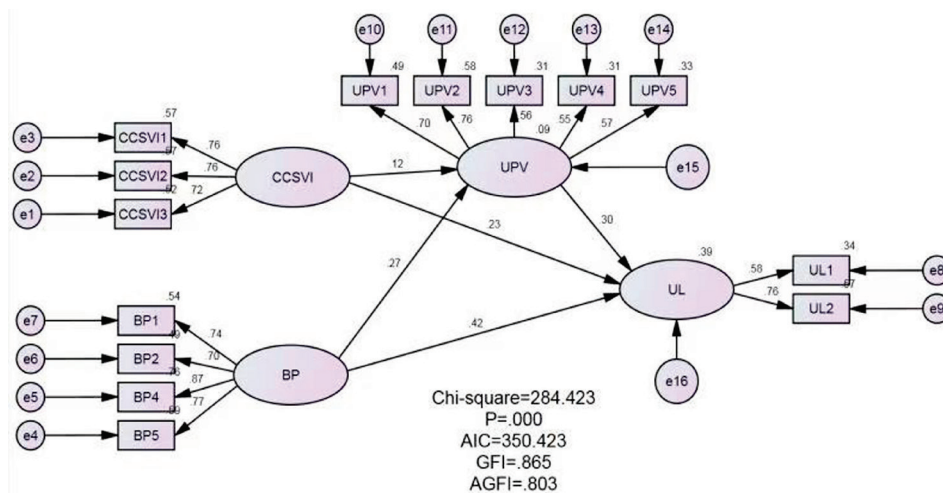 e10 e11 e12 e13 e14
.49 .58 .31 .31 .33
UPV1 UPV2 UPV3 UPV4 UPV5
.70 .76 .56 .55 .57
.09
UPV
e15
.57
e3 CCSVI1
.76
e2 CCSVI2
.76
e1 CCSVI3
.72
CCSVI
12
.23
.30
.27
.42
.39
UL
e16
.34
.58 UL1 e8
.76 UL2 e9
.54
e7 BP1
.74
e6 BP2
.70
e5 BP4
.87
e4 BP5
.77
BP
Chi-square=284.423
P=.000
AIC=350.423
GFI=.865
AGFI=.803